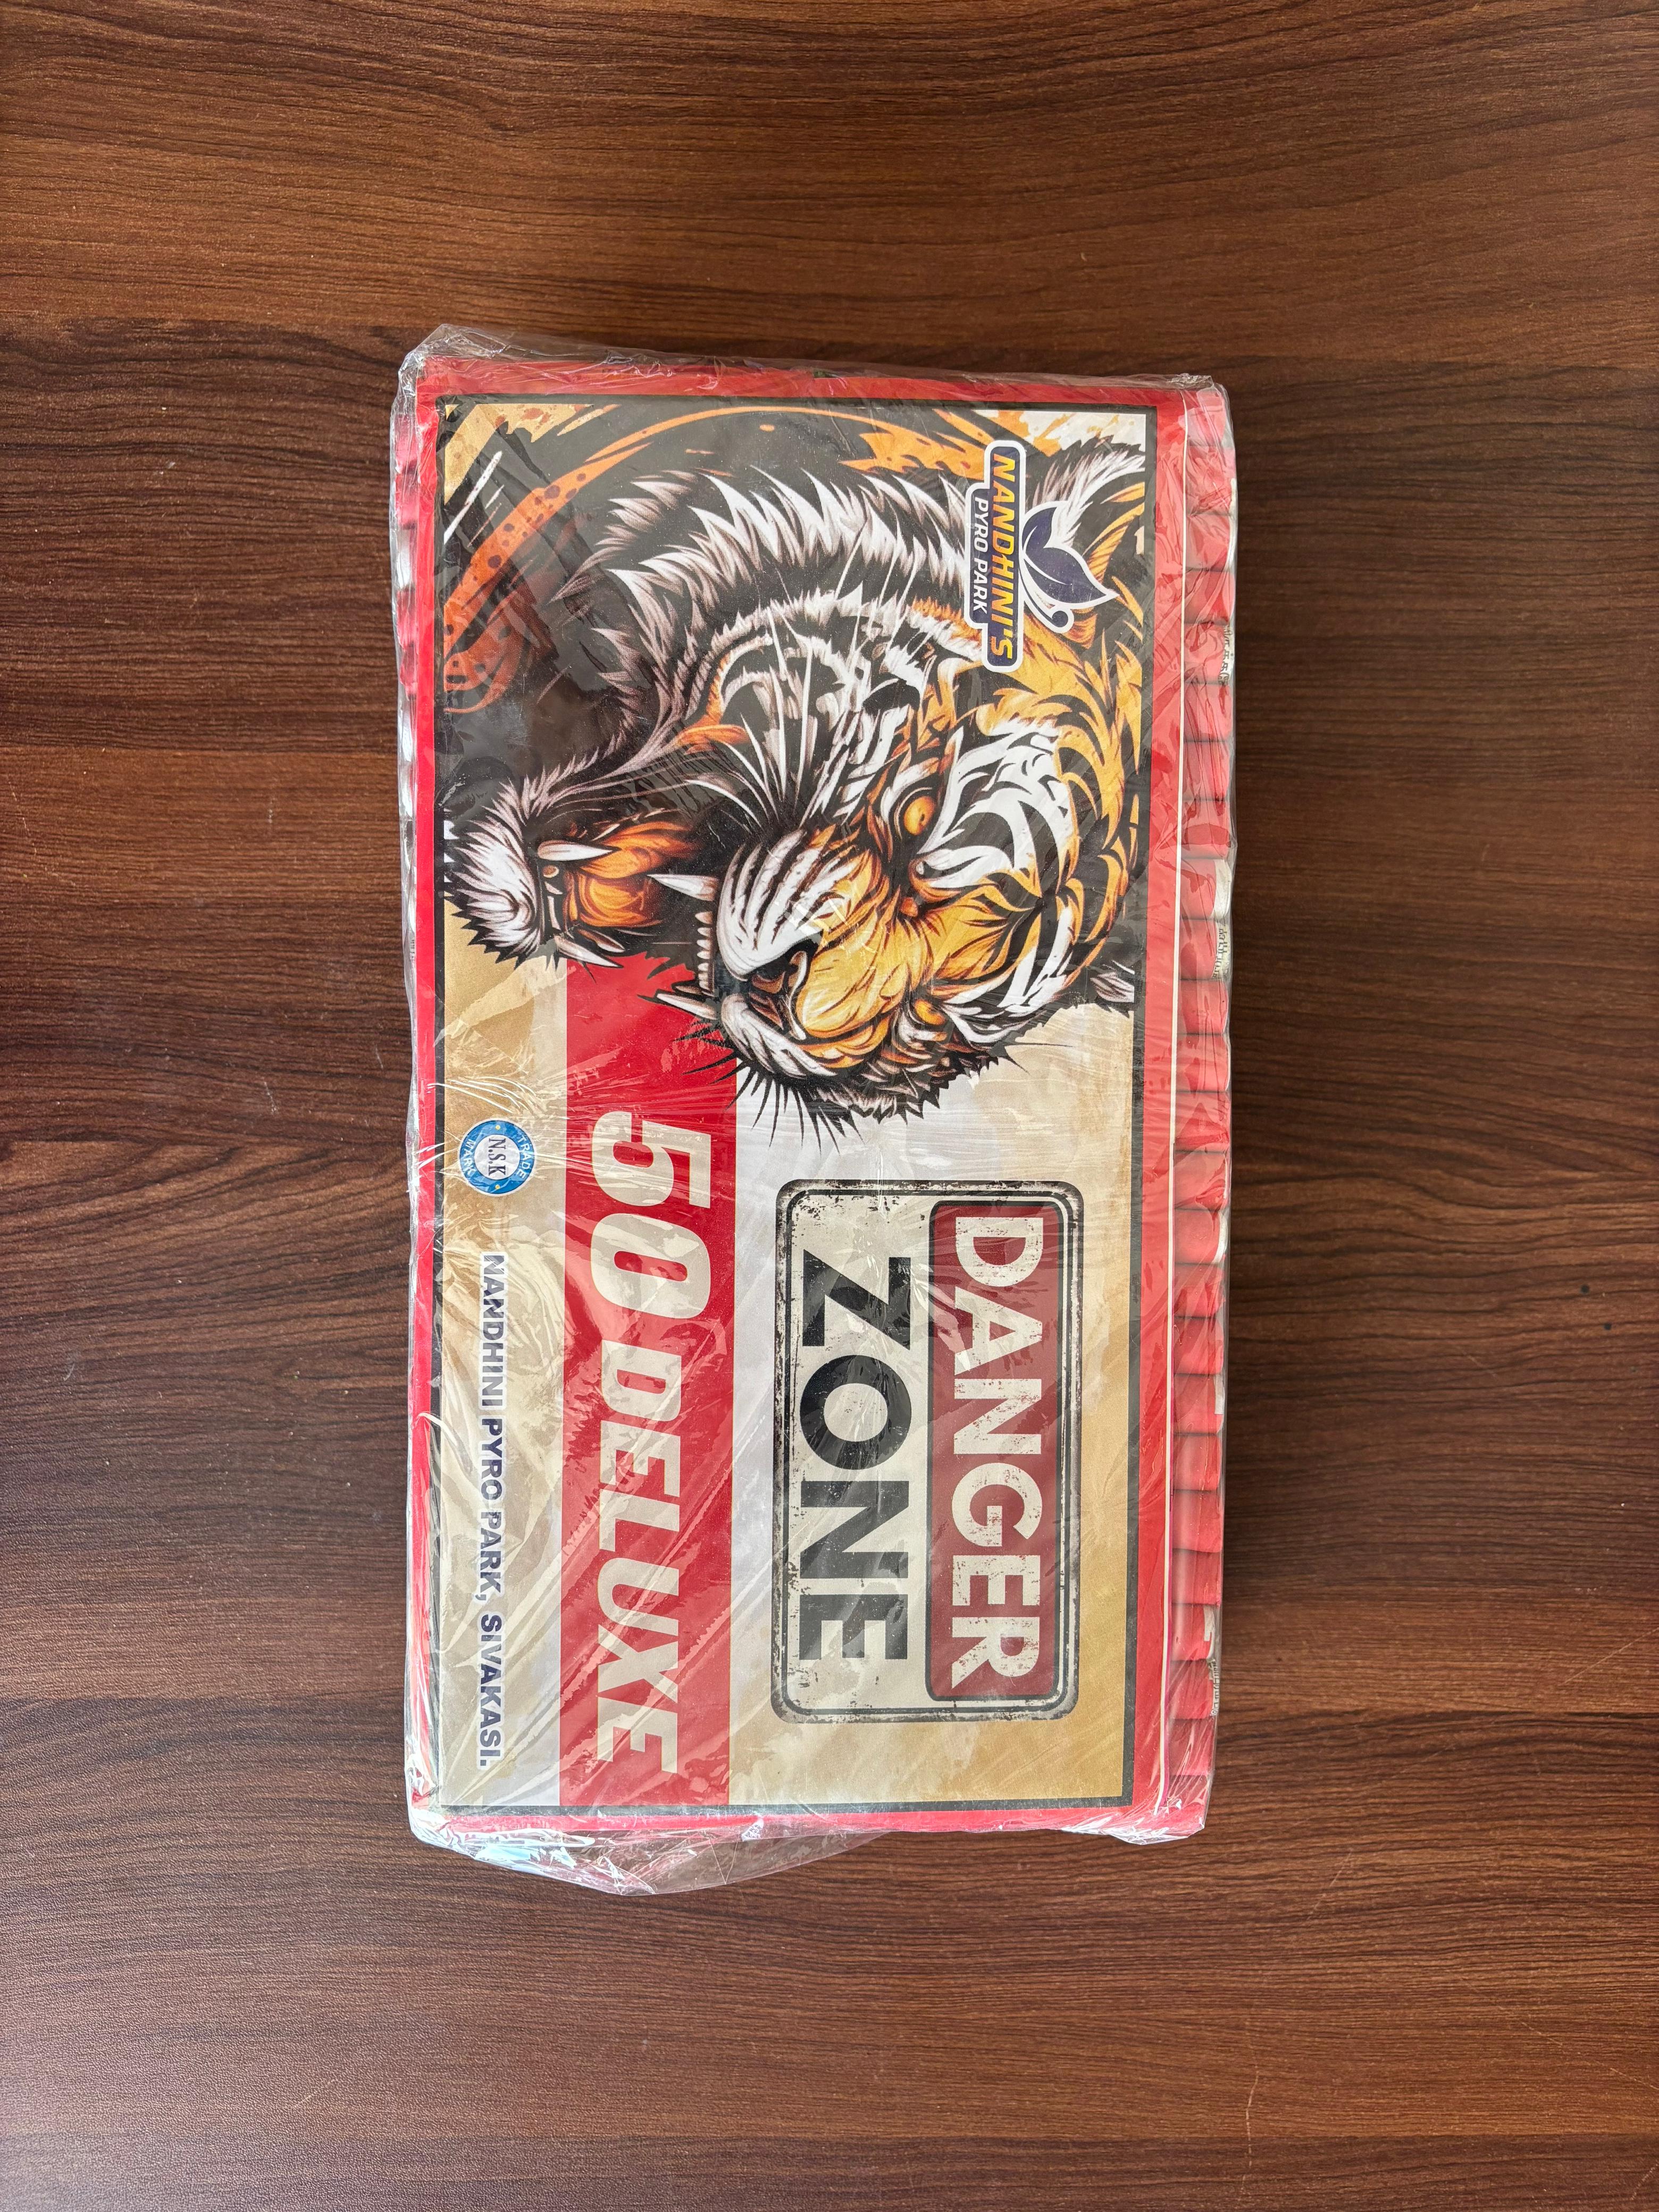 NANDHINI'S
PYRO PARK
DANGER
ZONE
50 DELUXE
TRADE
N.S.K
MARK
NANDHINI PYRO PARK, SIVAKASI.